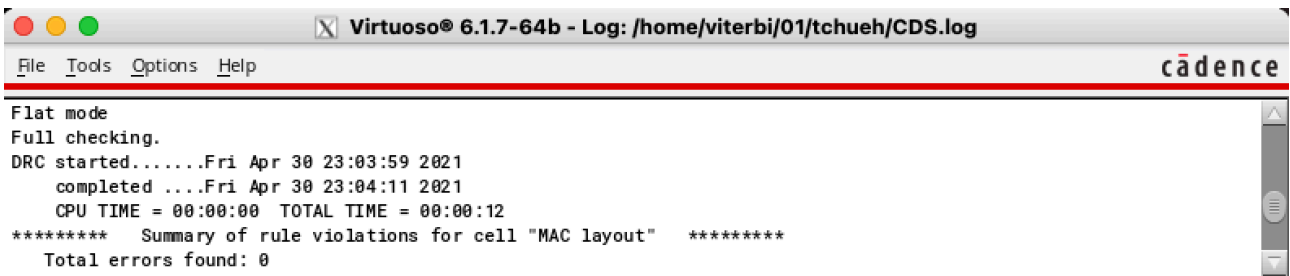 Virtuoso® 6.1.7-64b - Log: /home/viterbi/01/tchueh/CDS.log
File Tools Options Help cādence
Flat mode
Full checking.
DRC started.......Fri Apr 30 23:03:59 2021
    completed ....Fri Apr 30 23:04:11 2021
    CPU TIME = 00:00:00  TOTAL TIME = 00:00:12
*********   Summary of rule violations for cell "MAC layout"   *********
   Total errors found: 0